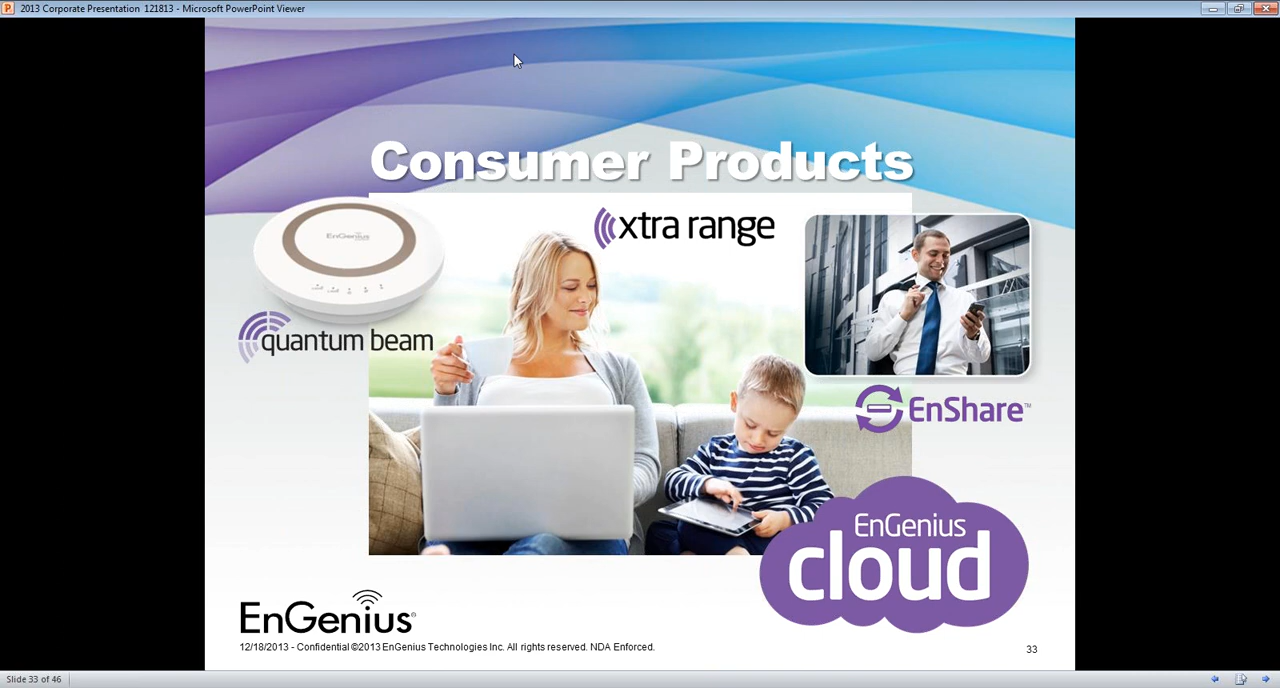 2013 Corporate Presentation 121813 - Microsoft PowerPoint Viewer
Consumer Products
EnGenius
xtra range
quantum beam
EnShare™
EnGenius
cloud
EnGenius®
12/18/2013 - Confidential ©2013 EnGenius Technologies Inc. All rights reserved. NDA Enforced.
33
Slide 33 of 46